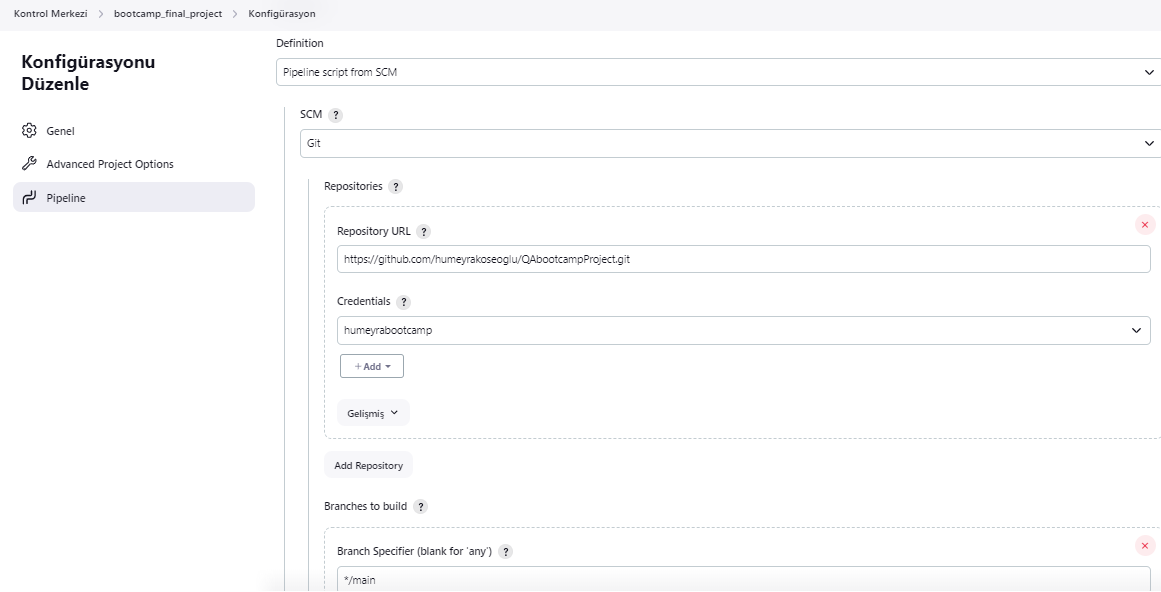 Kontrol Merkezi > bootcamp_final_project > Konfigürasyon
Konfigürasyonu
Düzenle
Genel
Advanced Project Options
Pipeline
Definition
Pipeline script from SCM
SCM ?
Git
Repositories ?
Repository URL ?
https://github.com/humeyrakoseoglu/QAbootcampProject.git
Credentials ?
humeyrabootcamp
+ Add
Gelişmiş
Add Repository
Branches to build ?
Branch Specifier (blank for 'any') ?
*/main